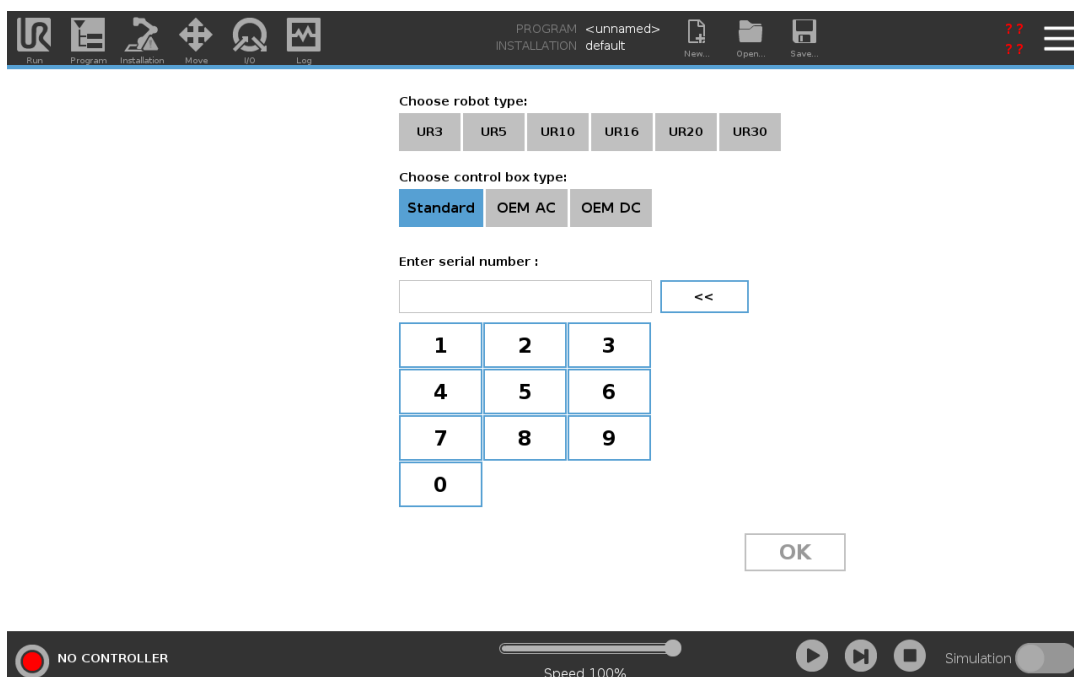 PROGRAM <unnamed>
INSTALLATION default
Run Program Installation Move I/O Log New... Open... Save...
? ?
? ?
Choose robot type:
UR3 UR5 UR10 UR16 UR20 UR30
Choose control box type:
Standard OEM AC OEM DC
Enter serial number :
<<
1 2 3
4 5 6
7 8 9
0
OK
NO CONTROLLER
Speed 100%
Simulation